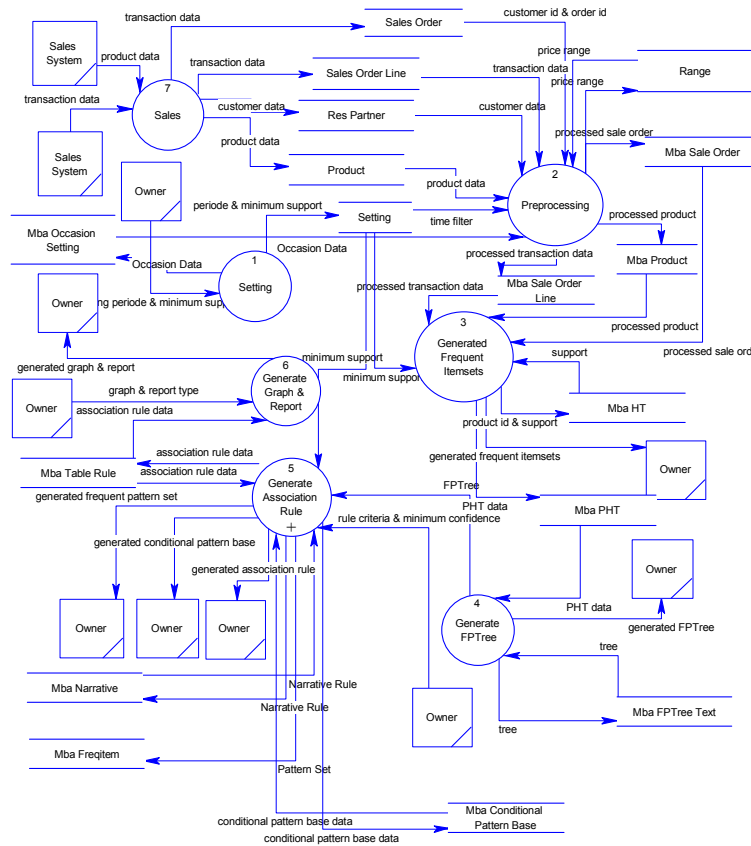 transaction data
Sales Order
customer id & order id
Sales
System
product data
transaction data
price range
Range
7
Sales
Sales Order Line
transaction data
price range
transaction data
customer data
Res Partner
customer data
processed sale order
Sales
System
product data
Mba Sale Order
Product
product data
2
Preprocessing
Owner
periode & minimum support
Setting
time filter
processed product
Mba Occasion
Setting
Occasion Data
Occasion Data
1
Setting
processed transaction data
Mba Sale Order
Line
Mba Product
Owner
ng periode & minimum supp
processed transaction data
3
Generated
Frequent
Itemsets
processed product
processed sale ord
generated graph & report
minimum support
minimum support
support
6
Generate
Graph &
Report
Owner
graph & report type
association rule data
Mba HT
product id & support
Mba Table Rule
association rule data
association rule data
generated frequent itemsets
Owner
5
Generate
Association
Rule
+
generated frequent pattern set
FPTree
PHT data
Mba PHT
rule criteria & minimum confidence
generated conditional pattern base
generated association rule
Owner
Owner
Owner
Owner
4
Generate
FPTree
PHT data
generated FPTree
tree
Mba Narrative
Narrative Rule
Narrative Rule
Owner
Mba FPTree Text
tree
Mba Freqitem
Pattern Set
conditional pattern base data
Mba Conditional
Pattern Base
conditional pattern base data